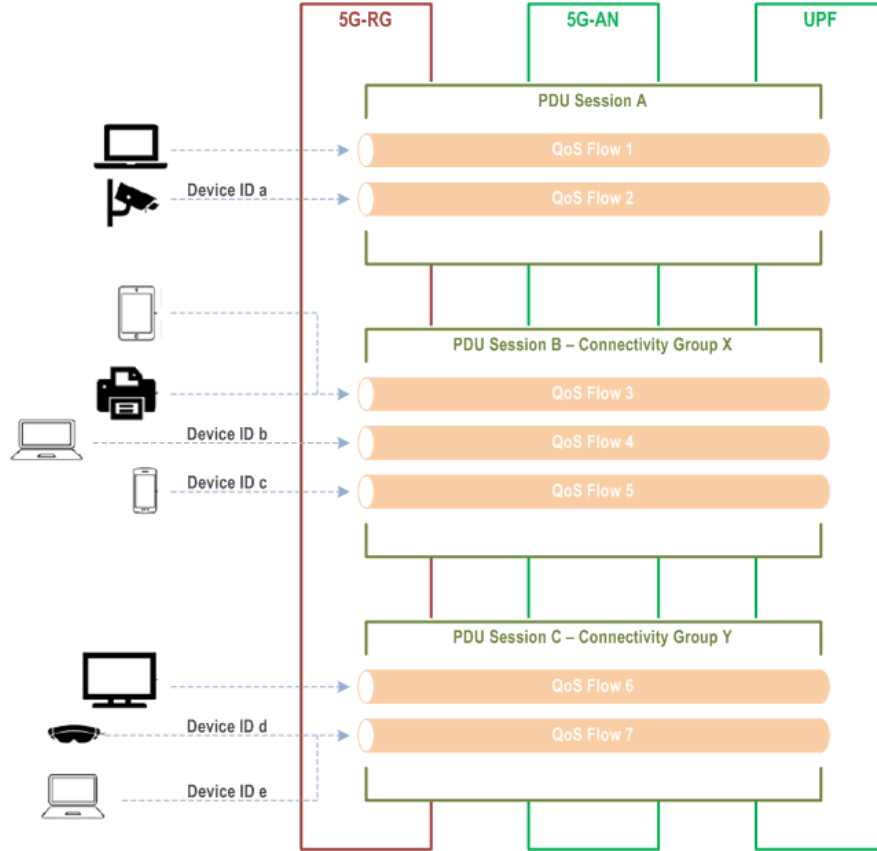 5G-RG
5G-AN
UPF
PDU Session A
QoS Flow 1
Device ID a
QoS Flow 2
PDU Session B – Connectivity Group X
QoS Flow 3
Device ID b
QoS Flow 4
Device ID c
QoS Flow 5
PDU Session C – Connectivity Group Y
QoS Flow 6
Device ID d
QoS Flow 7
Device ID e